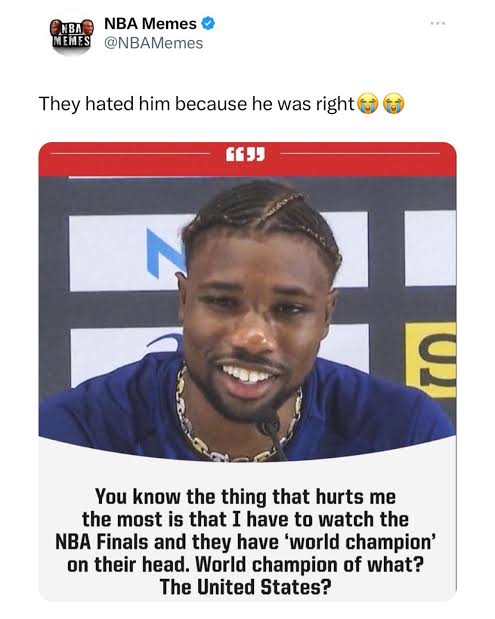 NBA Memes
@NBAMemes
NBA
MEMES
They hated him because he was right😭😭
““””
N
S
You know the thing that hurts me
the most is that I have to watch the
NBA Finals and they have ‘world champion’
on their head. World champion of what?
The United States?